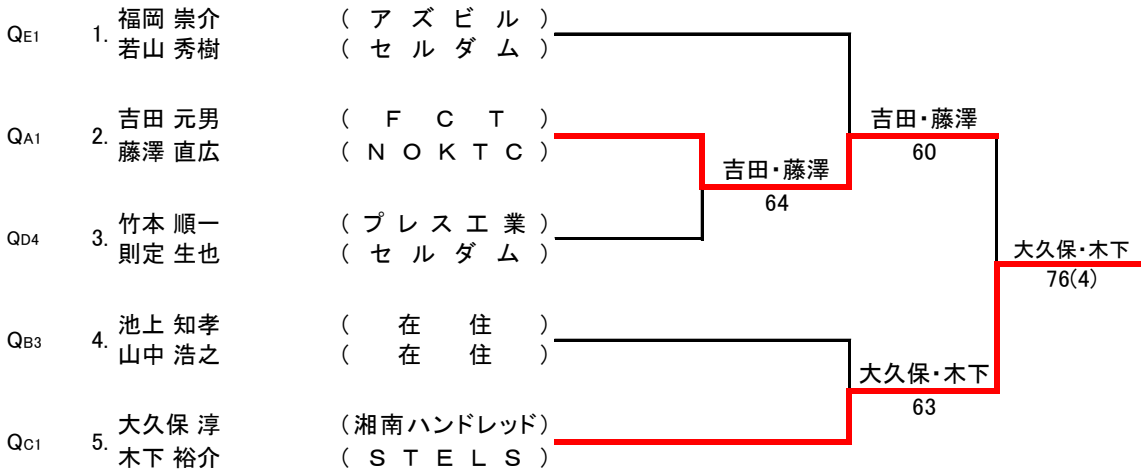 QE1 1. 福岡 崇介 ( ア ズ ビ ル )
若山 秀樹 ( セ ル ダ ム )
QA1 2. 吉田 元男 ( Ｆ Ｃ Ｔ )
藤澤 直広 ( Ｎ Ｏ Ｋ Ｔ Ｃ )
QD4 3. 竹本 順一 ( プ レ ス 工 業 )
則定 生也 ( セ ル ダ ム )
QB3 4. 池上 知孝 ( 在 住 )
山中 浩之 ( 在 住 )
QC1 5. 大久保 淳 (湘南ハンドレッド)
木下 裕介 ( Ｓ Ｔ Ｅ Ｌ Ｓ )
吉田・藤澤
64
吉田・藤澤
60
大久保・木下
63
大久保・木下
76(4)